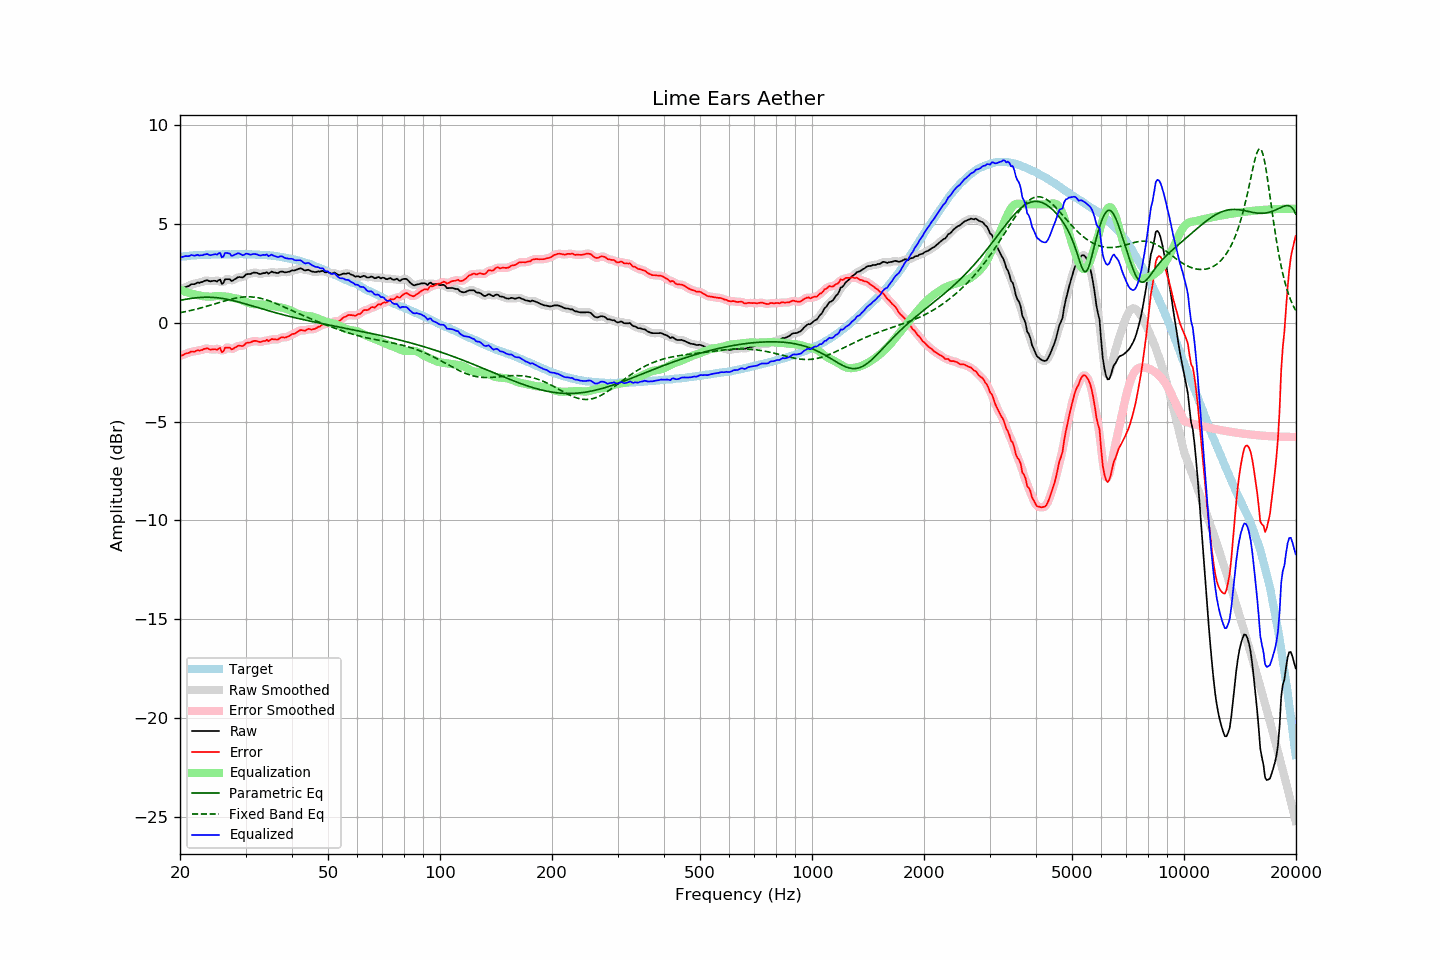 Lime Ears Aether
10
5
0
−5
−10
−15
−20
−25
Amplitude (dBr)
Target
Raw Smoothed
Error Smoothed
Raw
Error
Equalization
Parametric Eq
Fixed Band Eq
Equalized
20 50 100 200 500 1000 2000 5000 10000 20000
Frequency (Hz)